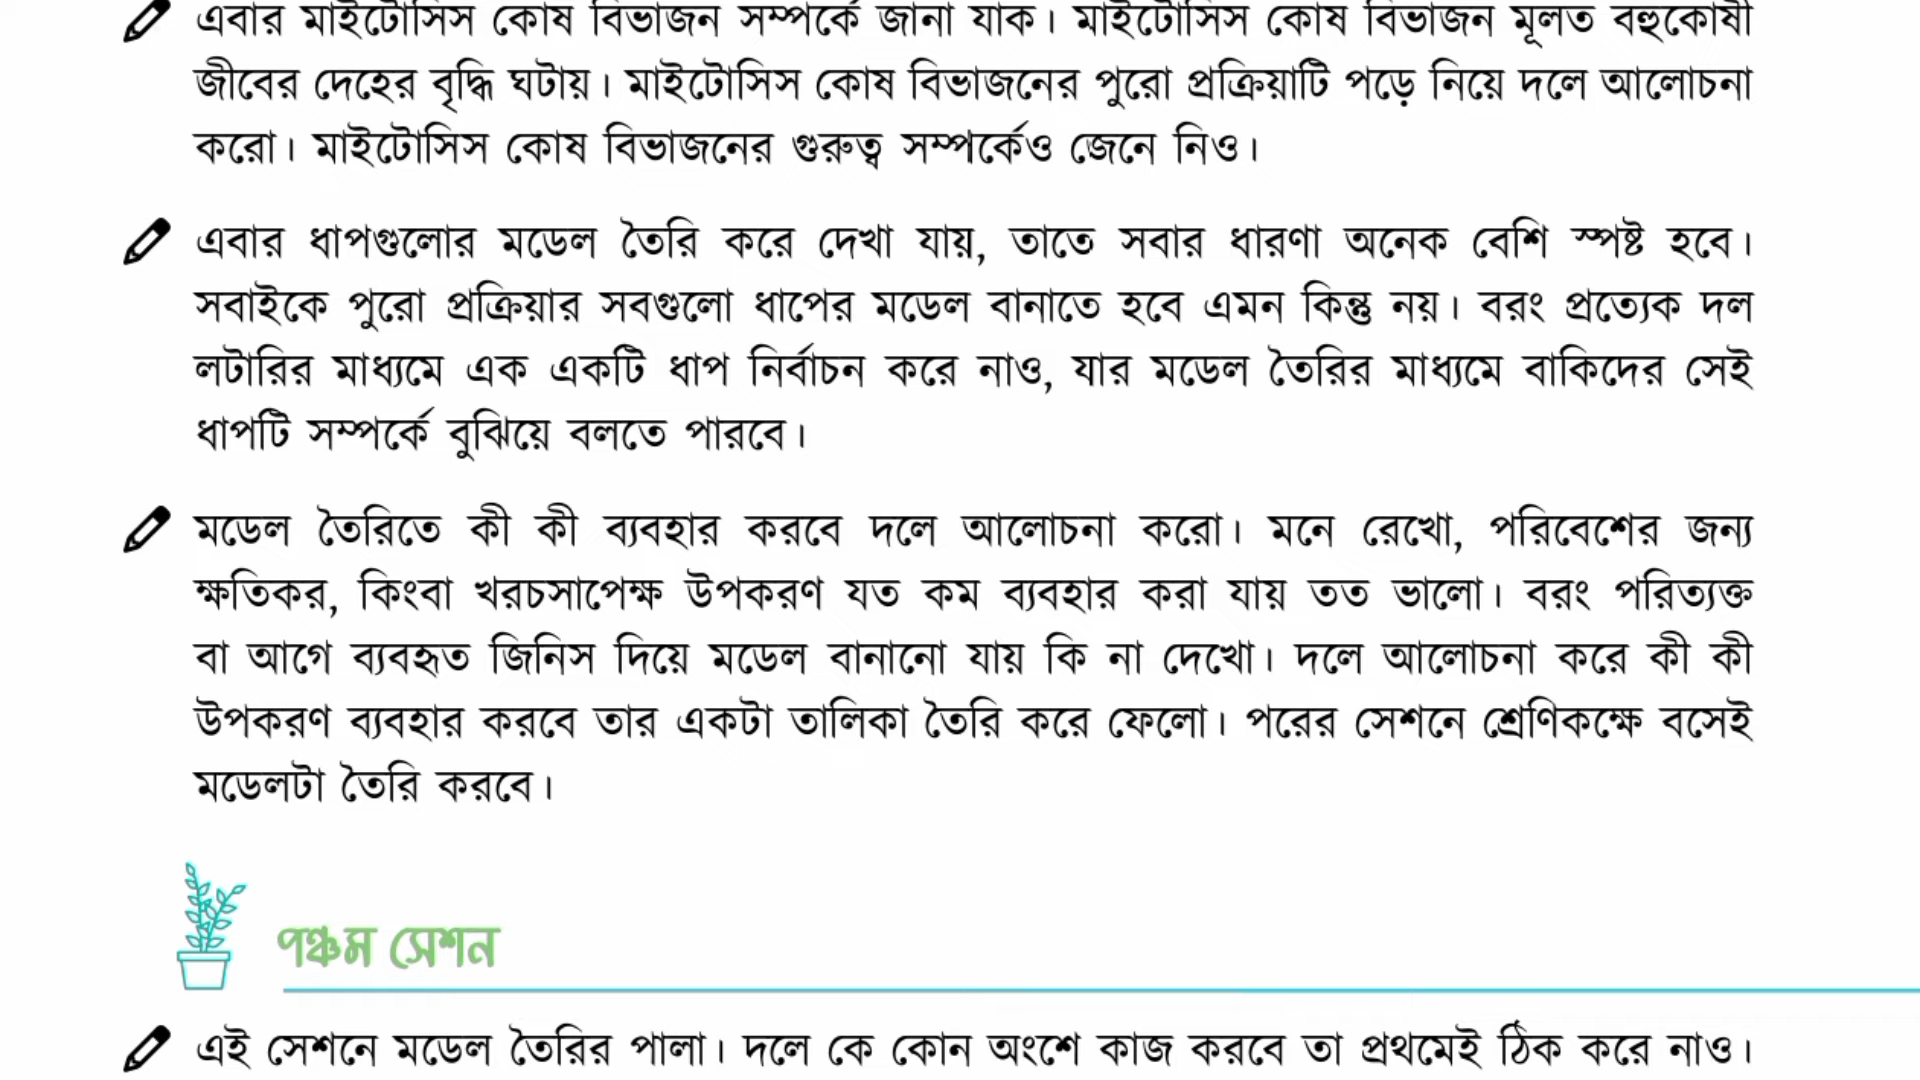 এবার মাইটোসিস কোষ বিভাজন সম্পর্কে জানা যাক। মাইটোসিস কোষ বিভাজন মূলত বহুকোষী
জীবের দেহের বৃদ্ধি ঘটায়। মাইটোসিস কোষ বিভাজনের পুরো প্রক্রিয়াটি পড়ে নিয়ে দলে আলোচনা
করো। মাইটোসিস কোষ বিভাজনের গুরুত্ব সম্পর্কেও জেনে নিও।
এবার ধাপগুলোর মডেল তৈরি করে দেখা যায়, তাতে সবার ধারণা অনেক বেশি স্পষ্ট হবে।
সবাইকে পুরো প্রক্রিয়ার সবগুলো ধাপের মডেল বানাতে হবে এমন কিন্তু নয়। বরং প্রত্যেক দল
লটারির মাধ্যমে এক একটি ধাপ নির্বাচন করে নাও, যার মডেল তৈরির মাধ্যমে বাকিদের সেই
ধাপটি সম্পর্কে বুঝিয়ে বলতে পারবে।
মডেল তৈরিতে কী কী ব্যবহার করবে দলে আলোচনা করো। মনে রেখো, পরিবেশের জন্য
ক্ষতিকর, কিংবা খরচসাপেক্ষ উপকরণ যত কম ব্যবহার করা যায় তত ভালো। বরং পরিত্যক্ত
বা আগে ব্যবহৃত জিনিস দিয়ে মডেল বানানো যায় কি না দেখো। দলে আলোচনা করে কী কী
উপকরণ ব্যবহার করবে তার একটা তালিকা তৈরি করে ফেলো। পরের সেশনে শ্রেণিকক্ষে বসেই
মডেলটা তৈরি করবে।
পঞ্চম সেশন
এই সেশনে মডেল তৈরির পালা। দলে কে কোন অংশে কাজ করবে তা প্রথমেই ঠিক করে নাও।